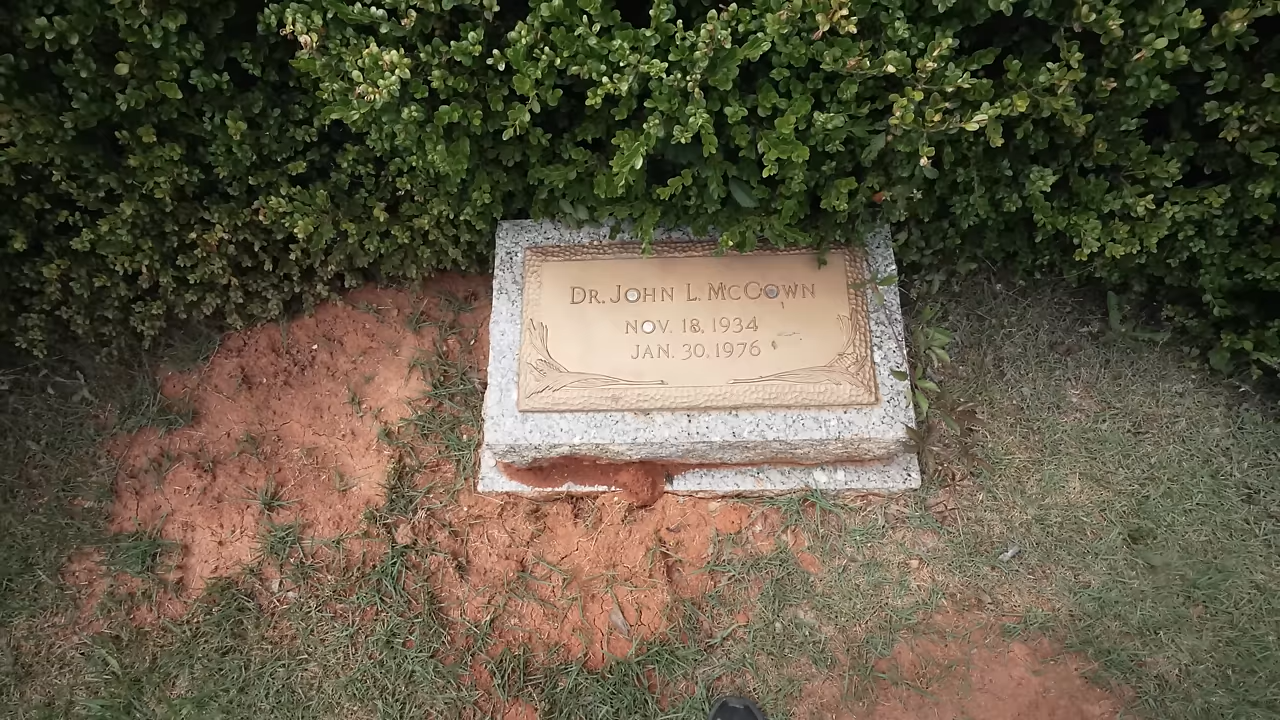 DR. JOHN L. MCCOWN
NOV. 18, 1934
JAN. 30, 1976